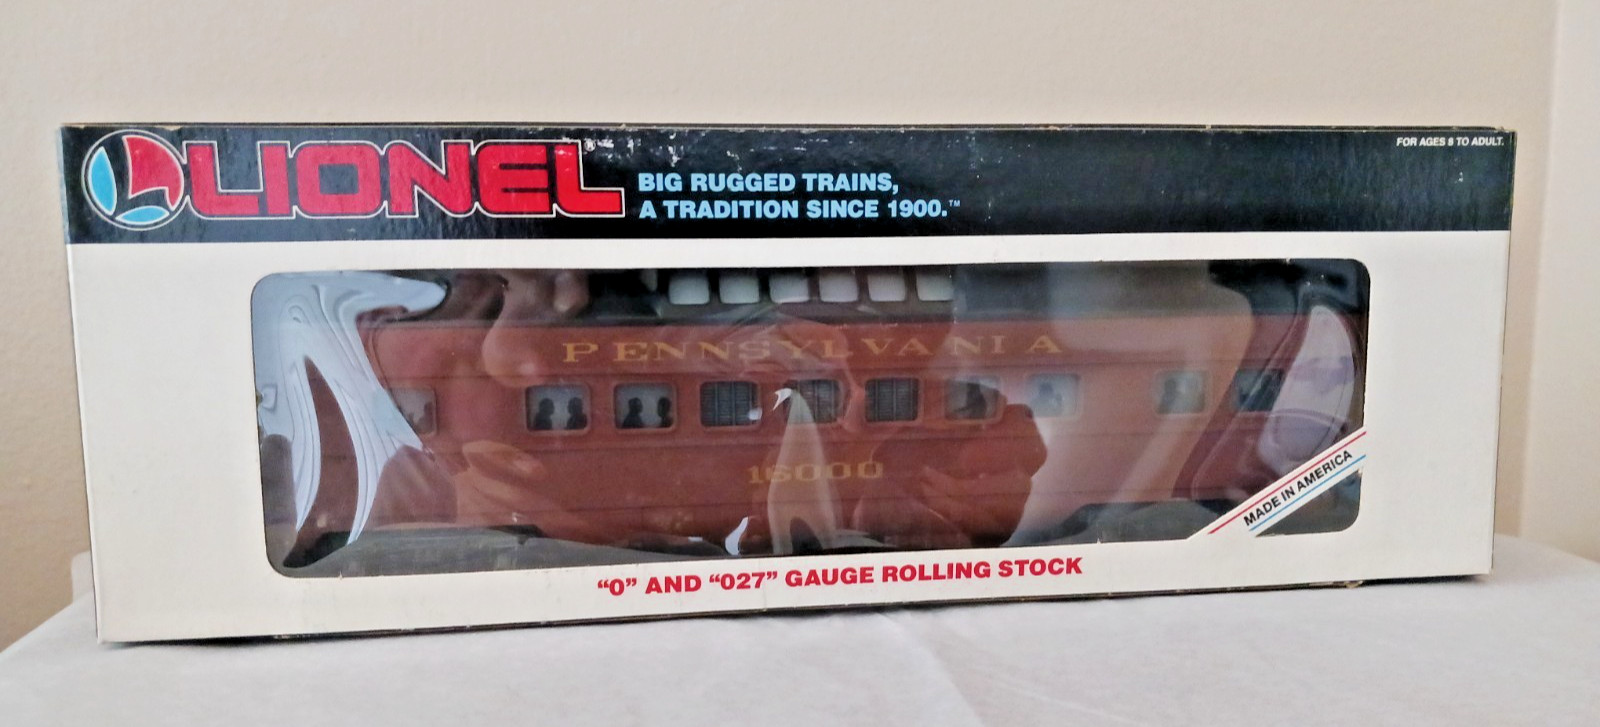 LIONEL®
BIG RUGGED TRAINS,
A TRADITION SINCE 1900.™
FOR AGES 8 TO ADULT.
PENNSYLVANIA
16000
MADE IN AMERICA
“O” AND “027” GAUGE ROLLING STOCK